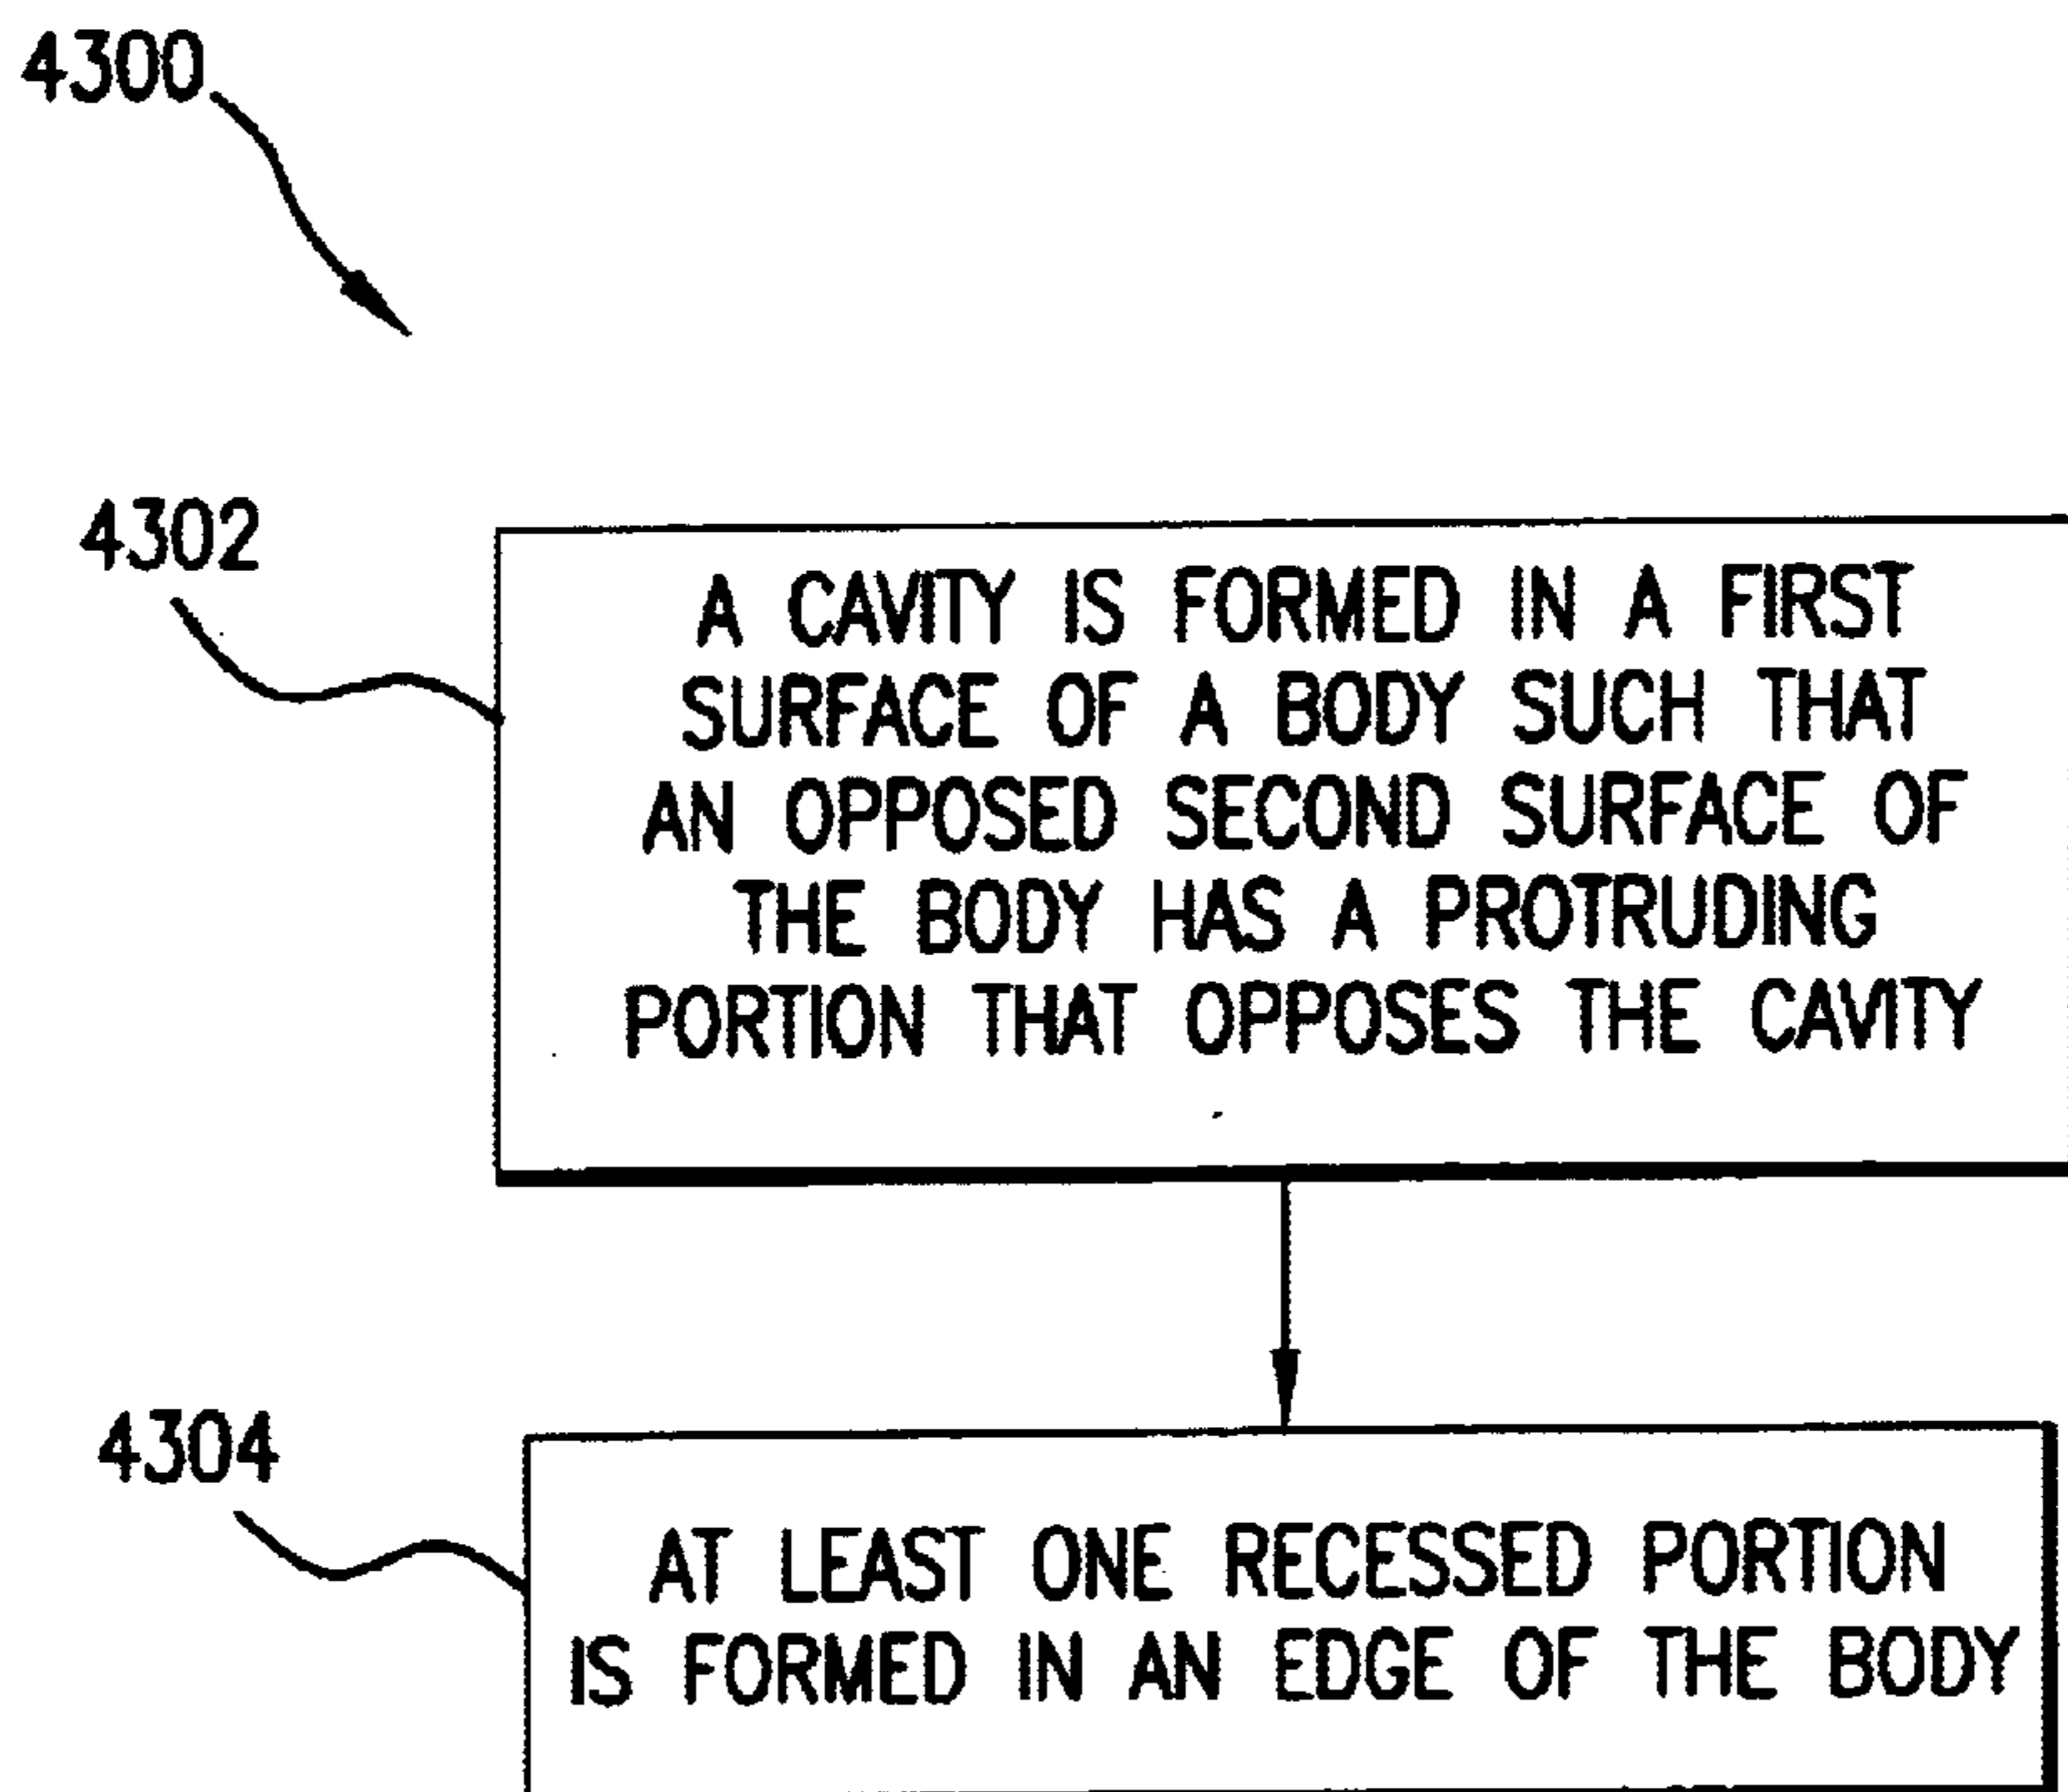 4300
4302
A CAVITY IS FORMED IN A FIRST
SURFACE OF A BODY SUCH THAT
AN OPPOSED SECOND SURFACE OF
THE BODY HAS A PROTRUDING
PORTION THAT OPPOSES THE CAVITY
4304
AT LEAST ONE RECESSED PORTION
IS FORMED IN AN EDGE OF THE BODY